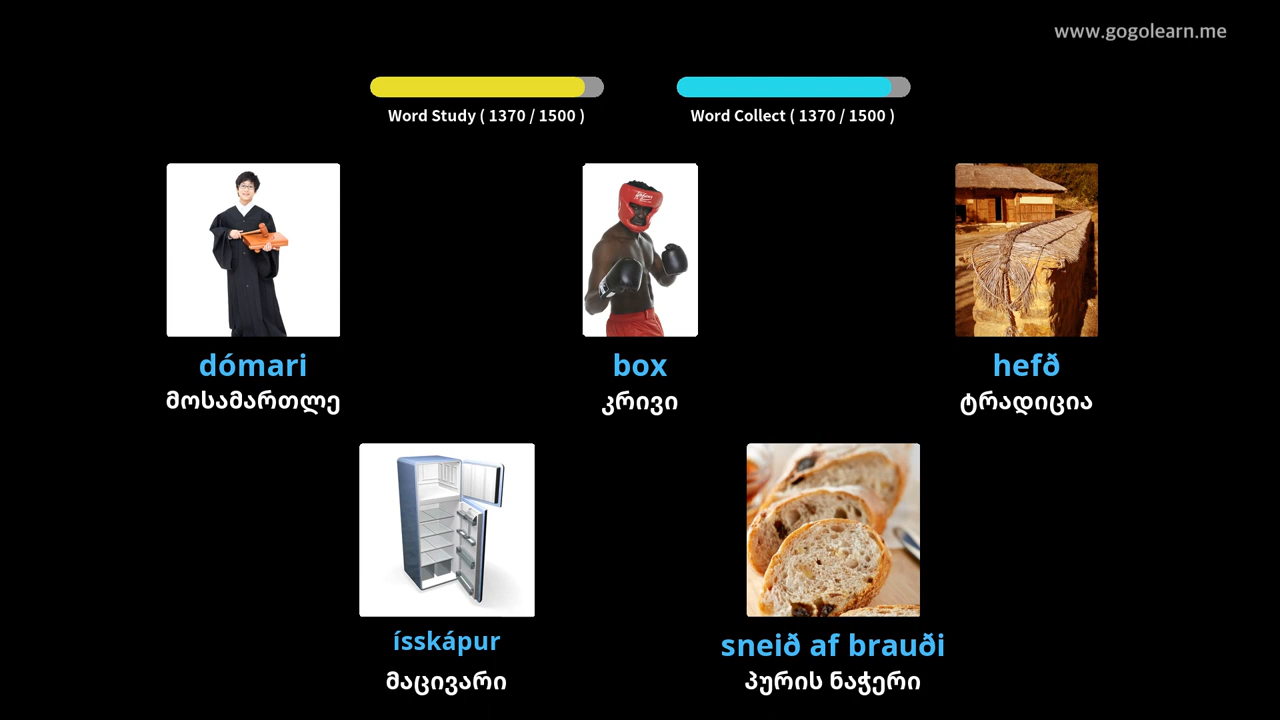 www.gogolearn.me
Word Study ( 1370 / 1500 )
Word Collect ( 1370 / 1500 )
dómari
მოსამართლე
box
კრივი
hefð
ტრადიცია
ísskápur
მაცივარი
sneið af brauði
პურის ნაჭერი